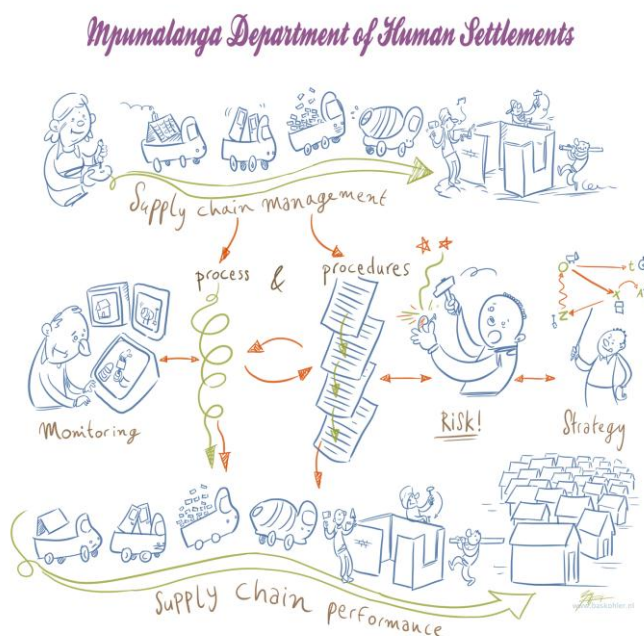 Mpumalanga Department of Human Settlements
Supply chain management
process & procedures
Monitoring
RISK!
Strategy
Supply chain performance